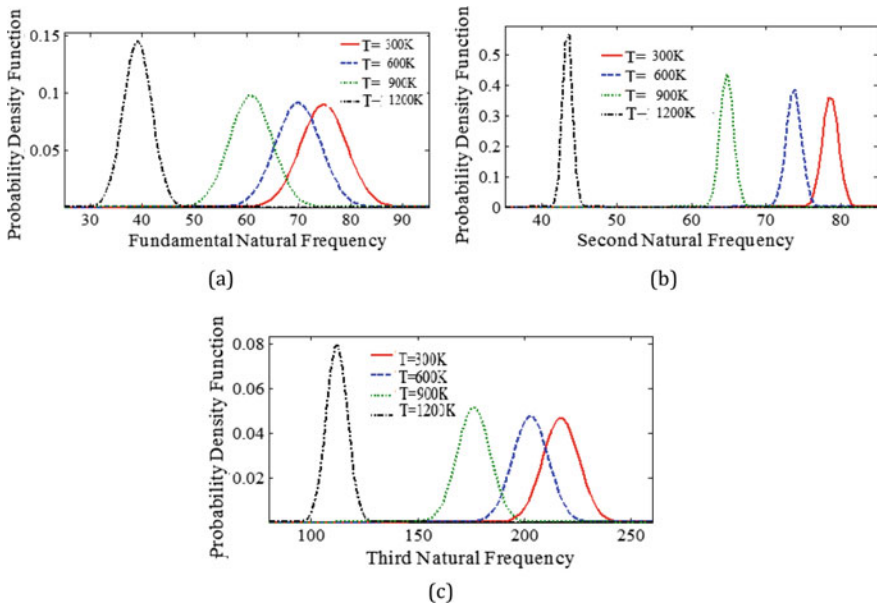 (a)
Probability Density Function
0.15
0.1
0.05
T= 300K
T= 600K
T= 900K
T= 1200K
30 40 50 60 70 80 90
Fundamental Natural Frequency
(a)
(b)
Probability Density Function
0.5
0.4
0.3
0.2
0.1
0
T= 300K
T= 600K
T= 900K
T= 1200K
40 50 60 70 80
Second Natural Frequency
(b)
Probability Density Function
0.08
0.06
0.04
0.02
T=300K
T=600K
T=900K
T=1200K
100 150 200 250
Third Natural Frequency
(c)